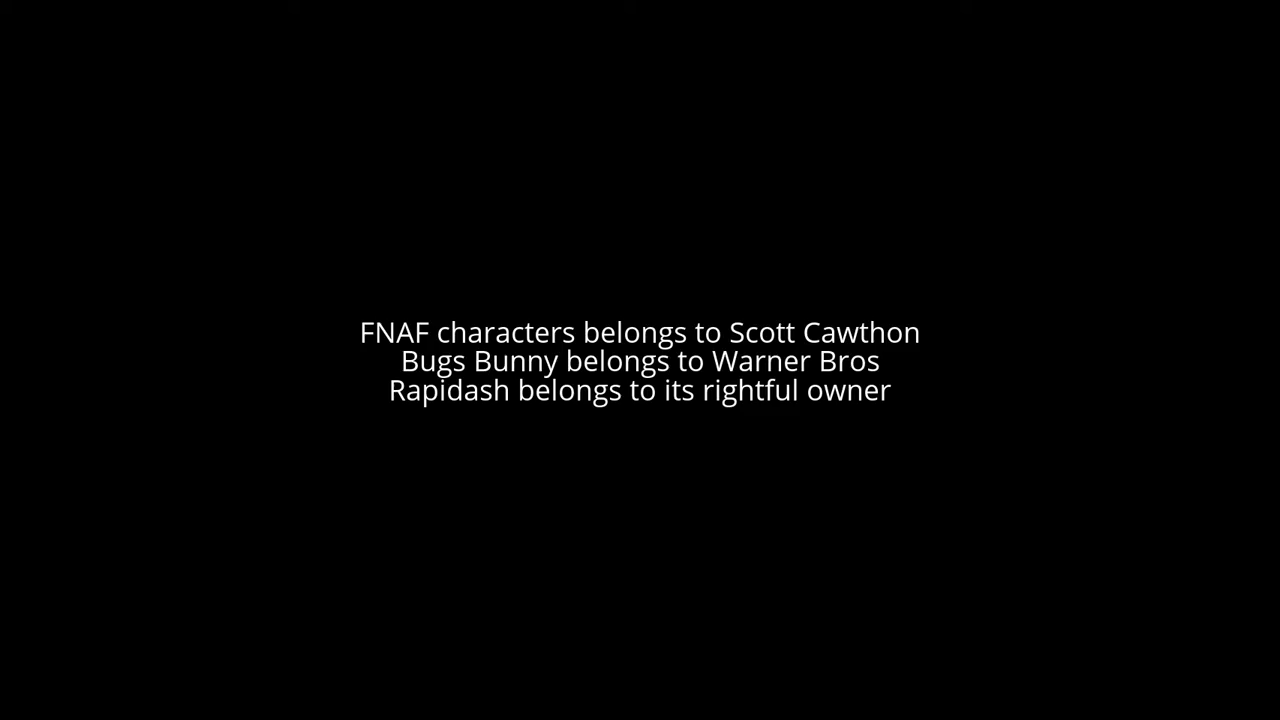 FNAF characters belongs to Scott Cawthon
Bugs Bunny belongs to Warner Bros
Rapidash belongs to its rightful owner